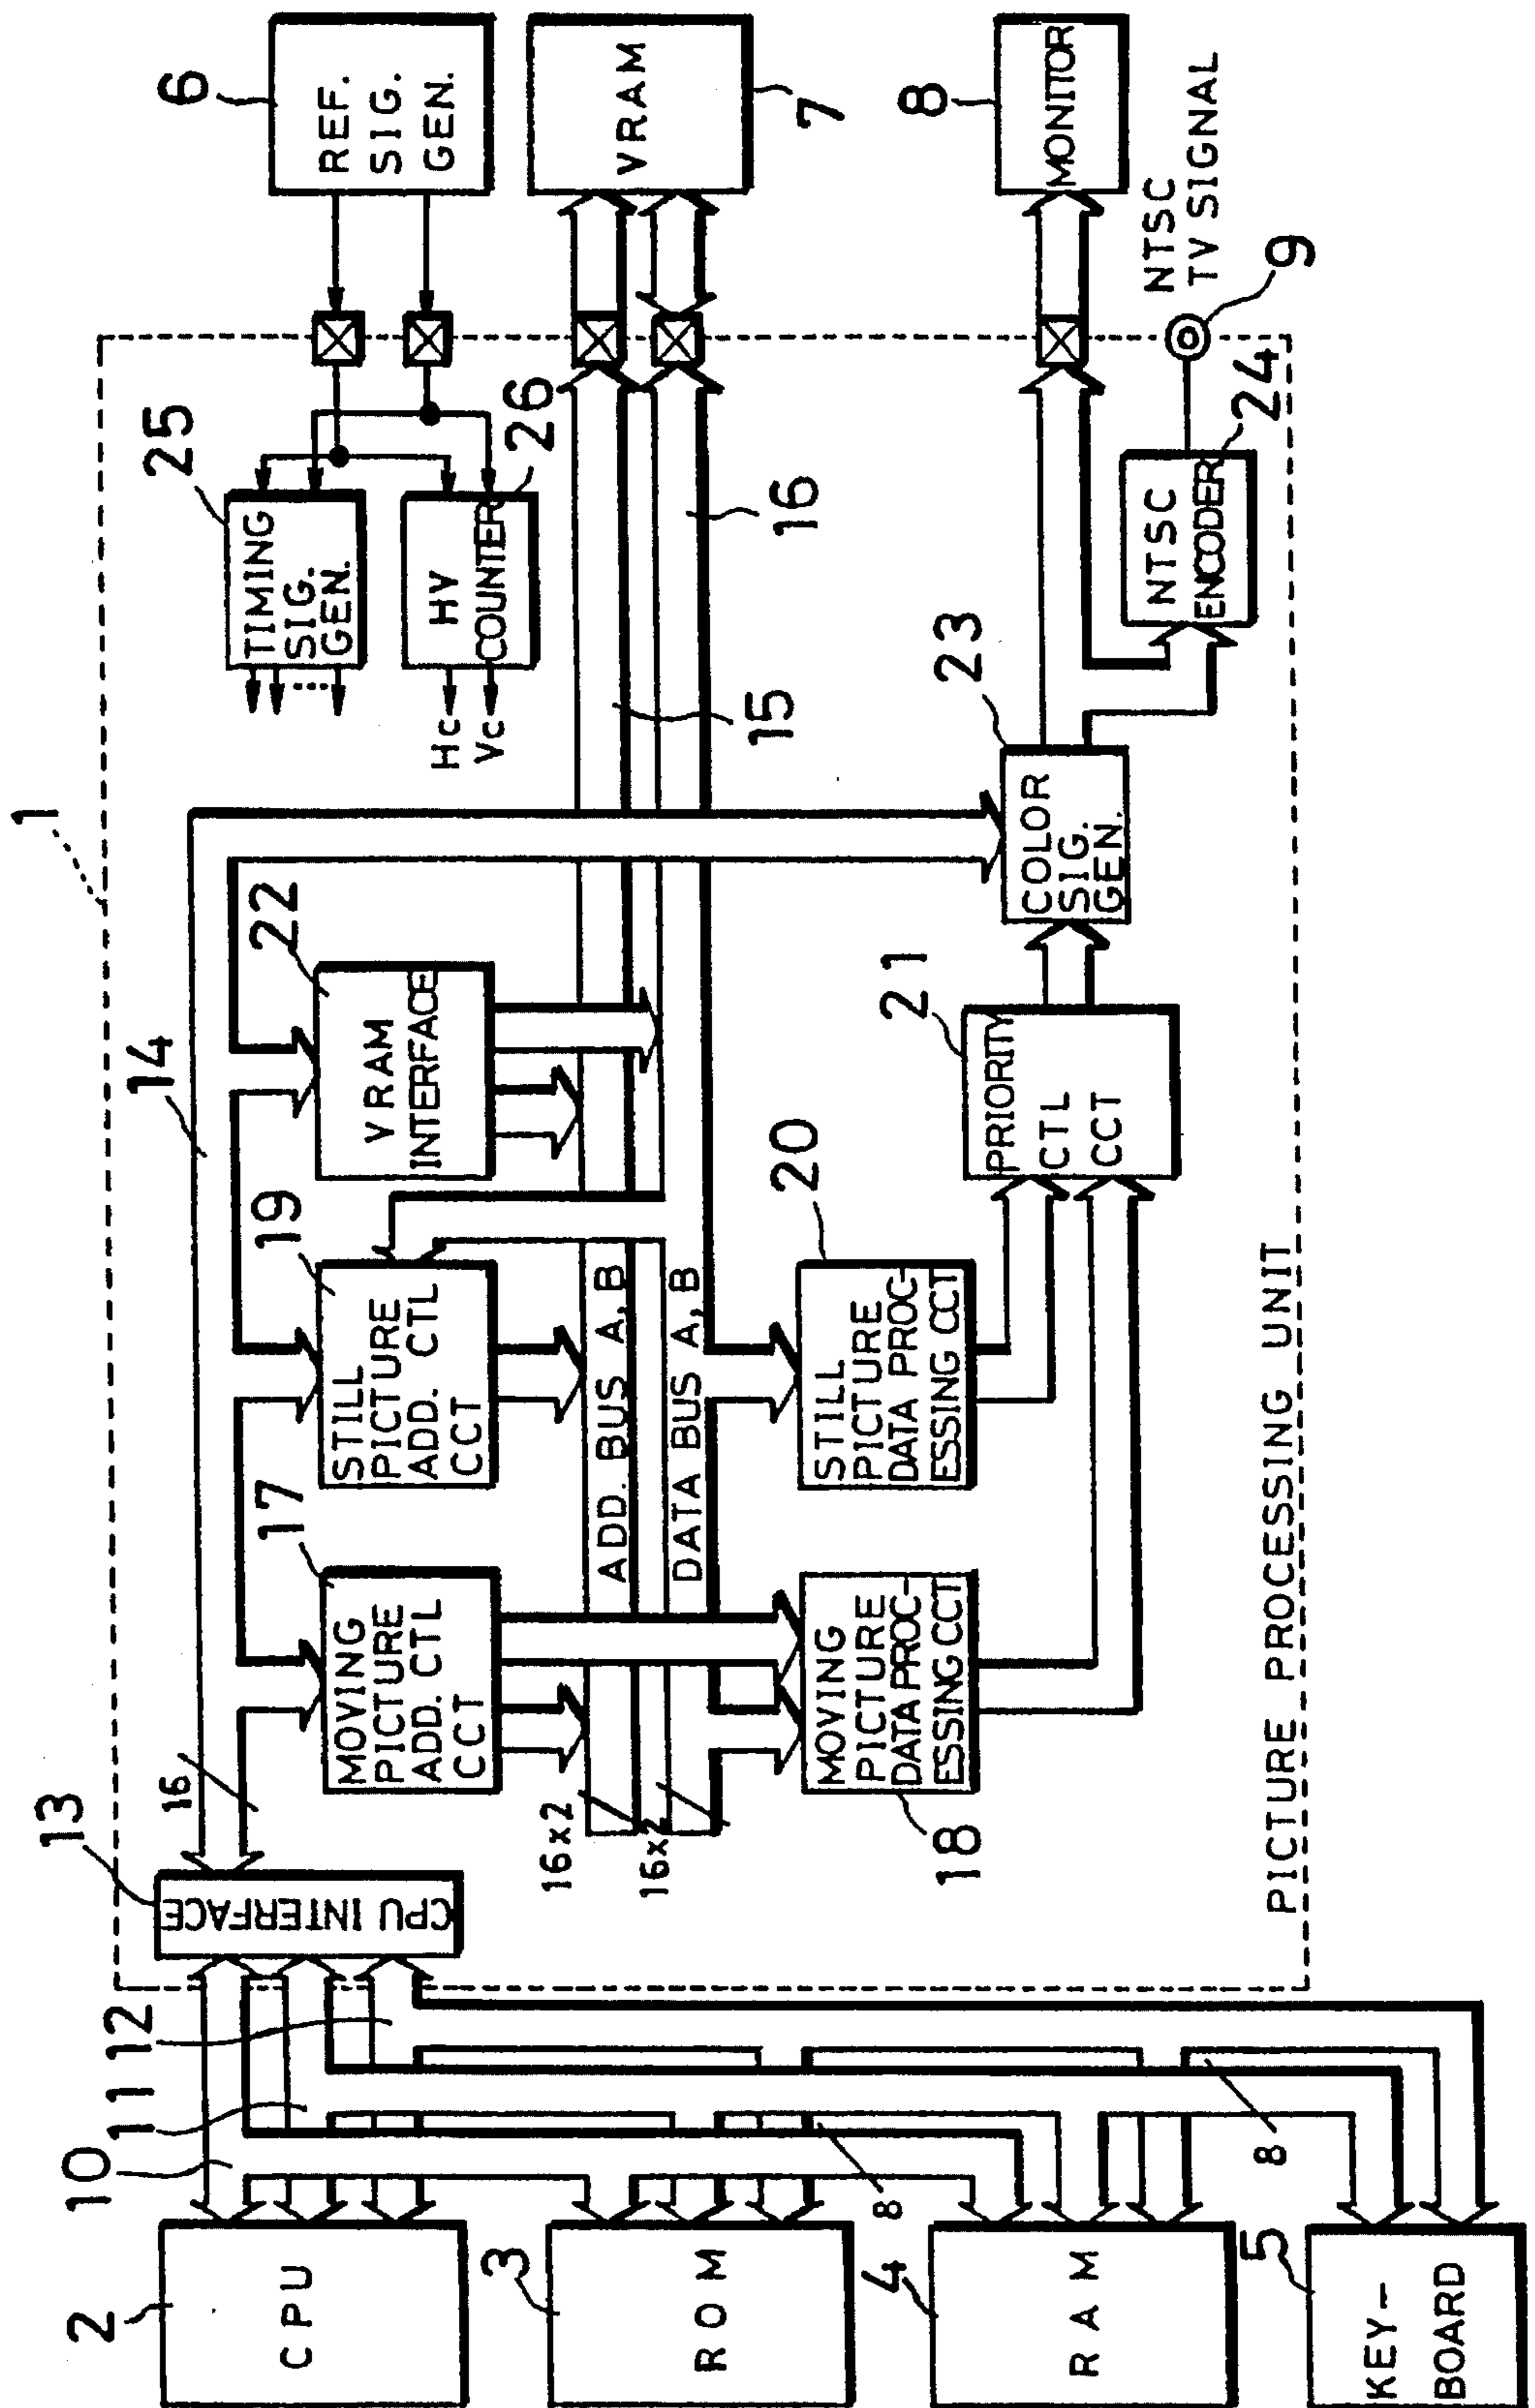 1
2
CPU
3
ROM
4
RAM
5
KEY-
BOARD
10
11
12
8
8
13
CPU INTERFACE
16
14
17
MOVING
PICTURE
ADD. CTL
CCT
19
STILL
PICTURE
ADD. CTL
CCT
22
VRAM
INTERFACE
25
TIMING
SIG.
GEN.
HV
COUNTER
26
Hc
Vc
6
REF.
SIG.
GEN.
VRAM
7
16x2
16x2
ADD. BUS A, B
DATA BUS A, B
15
16
18
MOVING
PICTURE
DATA PROC-
ESSING CCT
20
STILL
PICTURE
DATA PROC-
ESSING CCT
21
PRIORITY
CTL
CCT
23
COLOR
SIG.
GEN.
NTSC
ENCODER
24
8
MONITOR
NTSC
TV SIGNAL
9
PICTURE PROCESSING UNIT